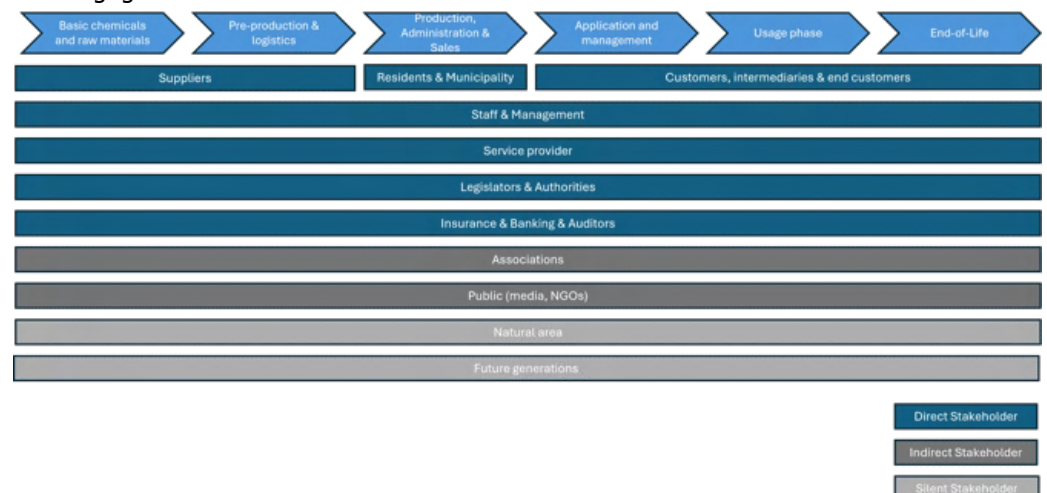 Basic chemicals
and raw materials
Pre-production &
logistics
Production,
Administration &
Sales
Application and
management
Usage phase
End-of-Life
Suppliers
Residents & Municipality
Customers, intermediaries & end customers
Staff & Management
Service provider
Legislators & Authorities
Insurance & Banking & Auditors
Associations
Public (media, NGOs)
Natural area
Future generations
Direct Stakeholder
Indirect Stakeholder
Silent Stakeholder